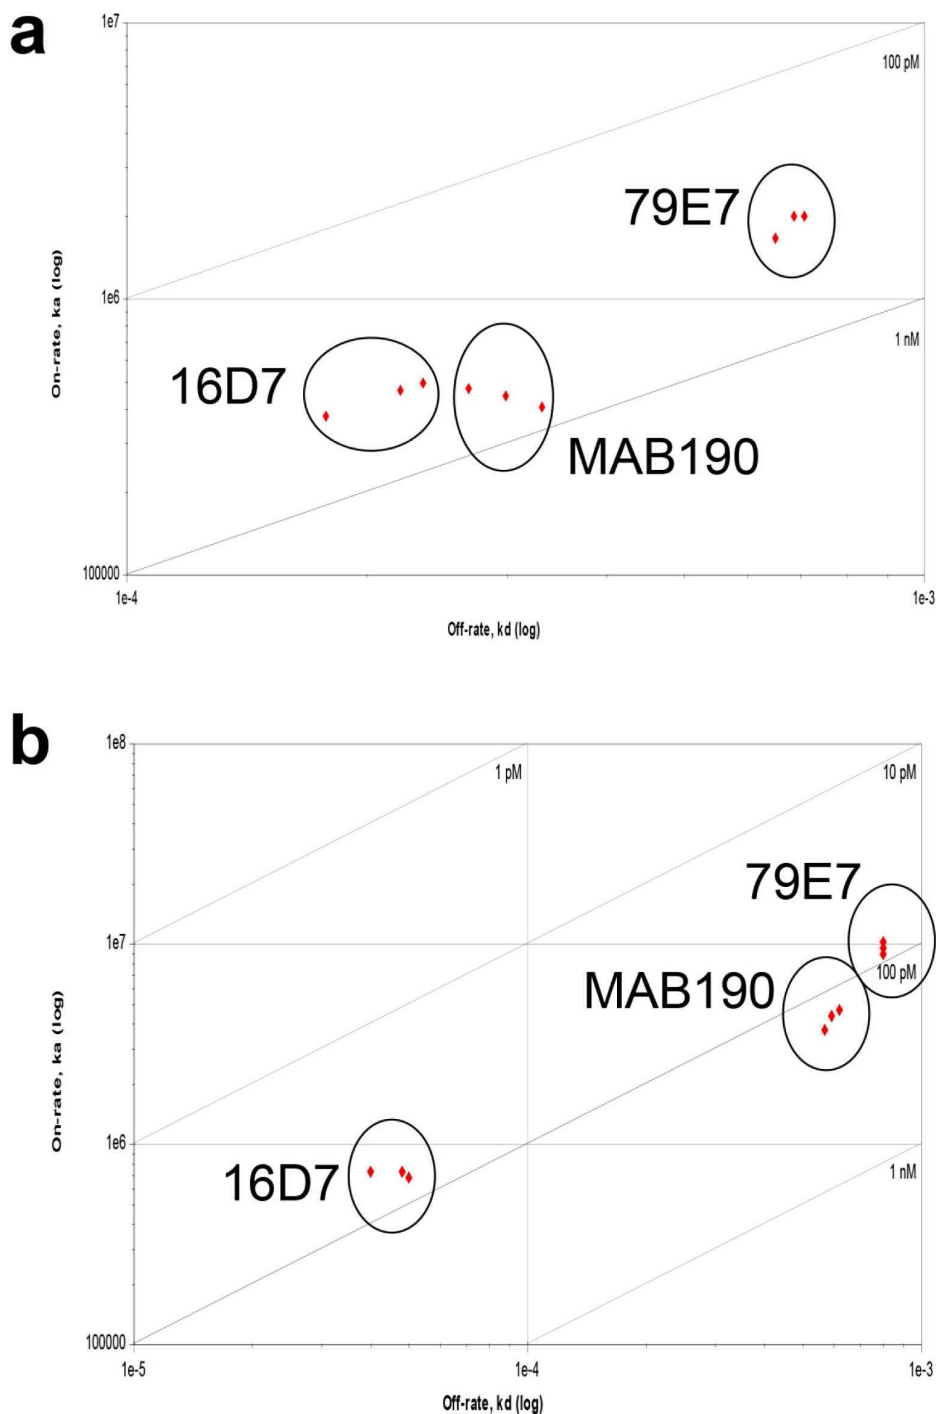 a
1e7
100 pM
79E7
On-rate, ka (log)
1e6
1 nM
16D7
MAB190
100000
1e-4
1e-3
Off-rate, kd (log)
b
1e8
1 pM
10 pM
79E7
1e7
100 pM
MAB190
On-rate, ka (log)
1e6
1 nM
16D7
100000
1e-5
1e-4
1e-3
Off-rate, kd (log)